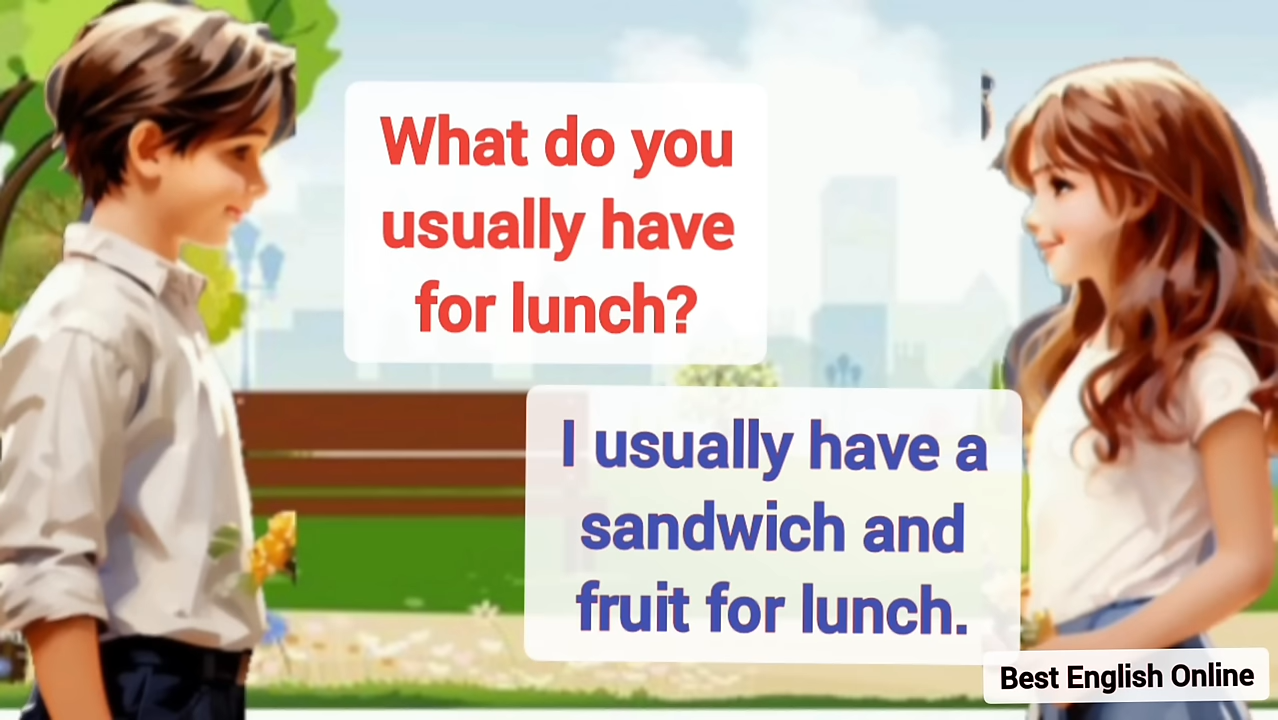 What do you
usually have
for lunch?
I usually have a
sandwich and
fruit for lunch.
Best English Online